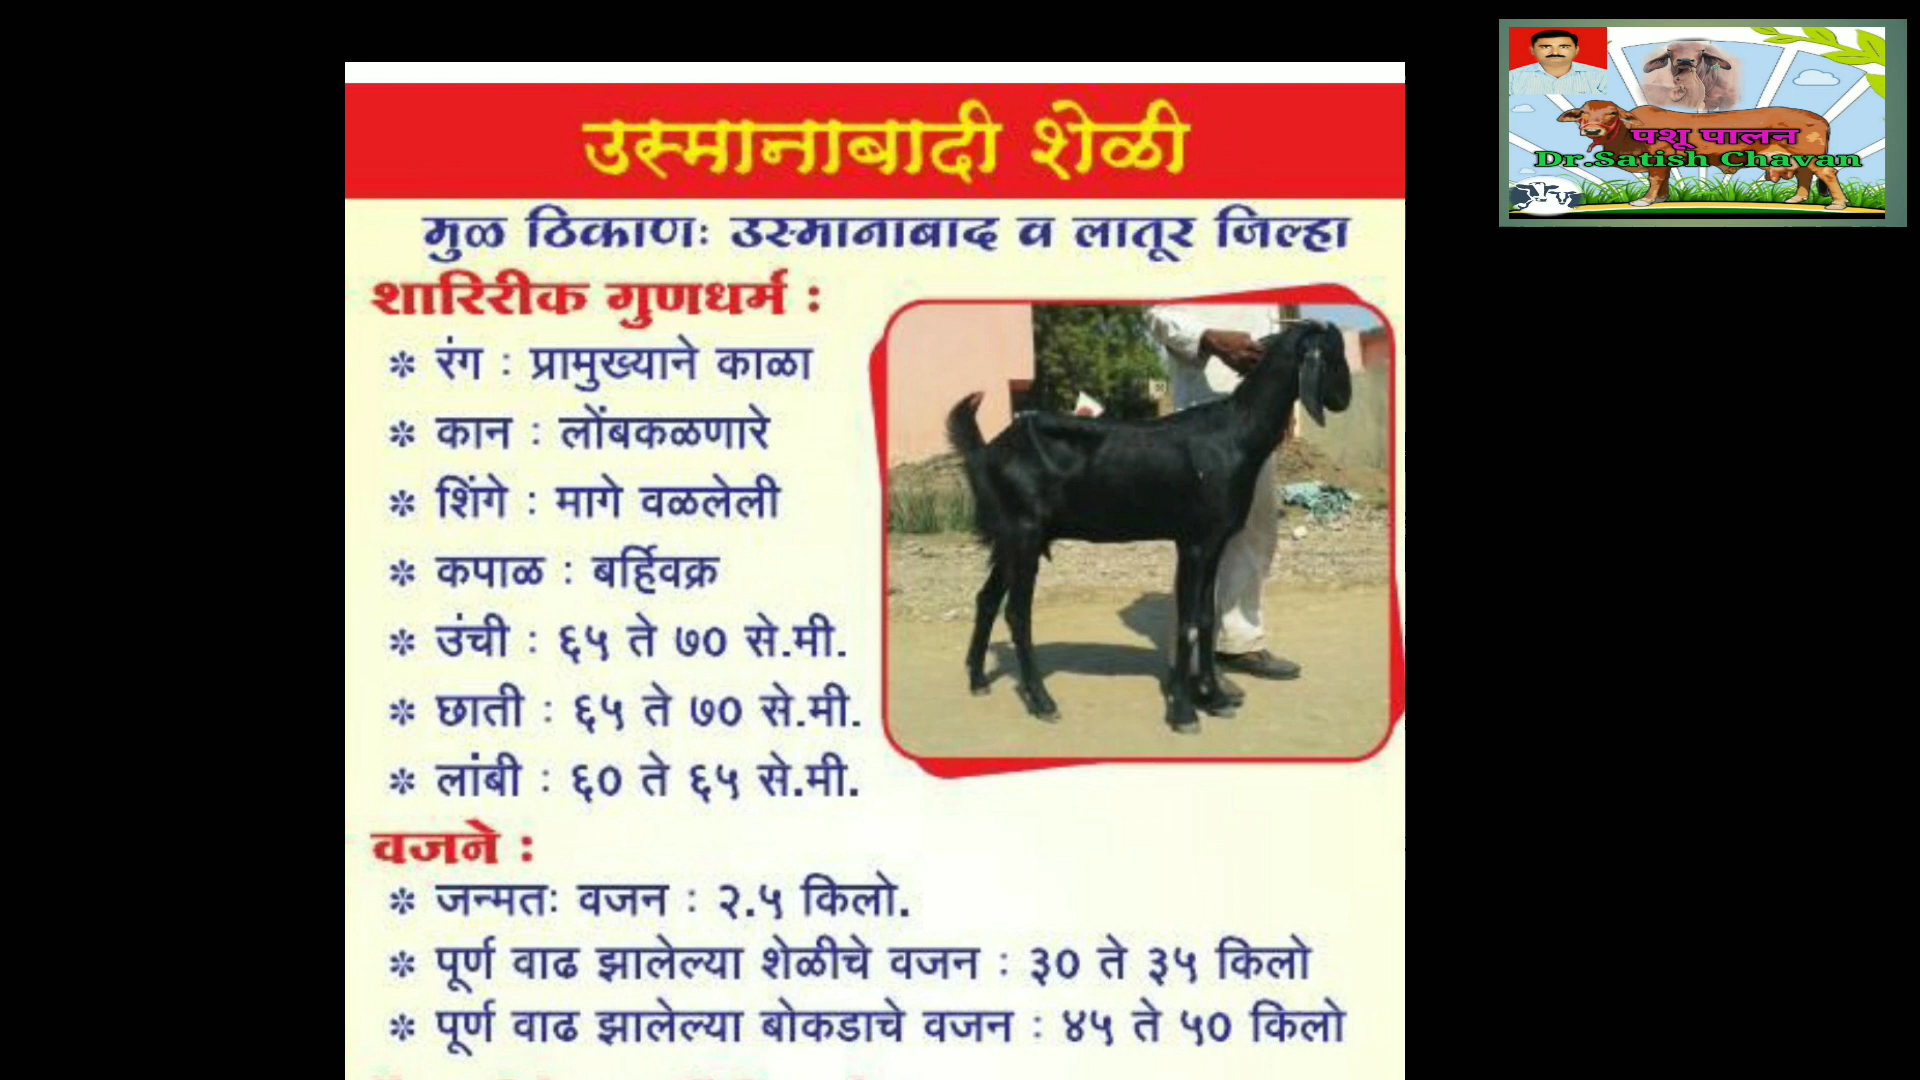 उस्मानाबादी शेळी
मुळ ठिकाणः उस्मानाबाद व लातूर जिल्हा
शारिरीक गुणधर्म :
* रंग : प्रामुख्याने काळा
* कान : लोंबकळणारे
* शिंगे : मागे वळलेली
* कपाळ : बर्हिवक्र
* उंची : ६५ ते ७० से.मी.
* छाती : ६५ ते ७० से.मी.
* लांबी : ६० ते ६५ से.मी.
वजने :
* जन्मतः वजन : २.५ किलो.
* पूर्ण वाढ झालेल्या शेळीचे वजन : ३० ते ३५ किलो
* पूर्ण वाढ झालेल्या बोकडाचे वजन : ४५ ते ५० किलो
पशू पालन
Dr.Satish Chavan